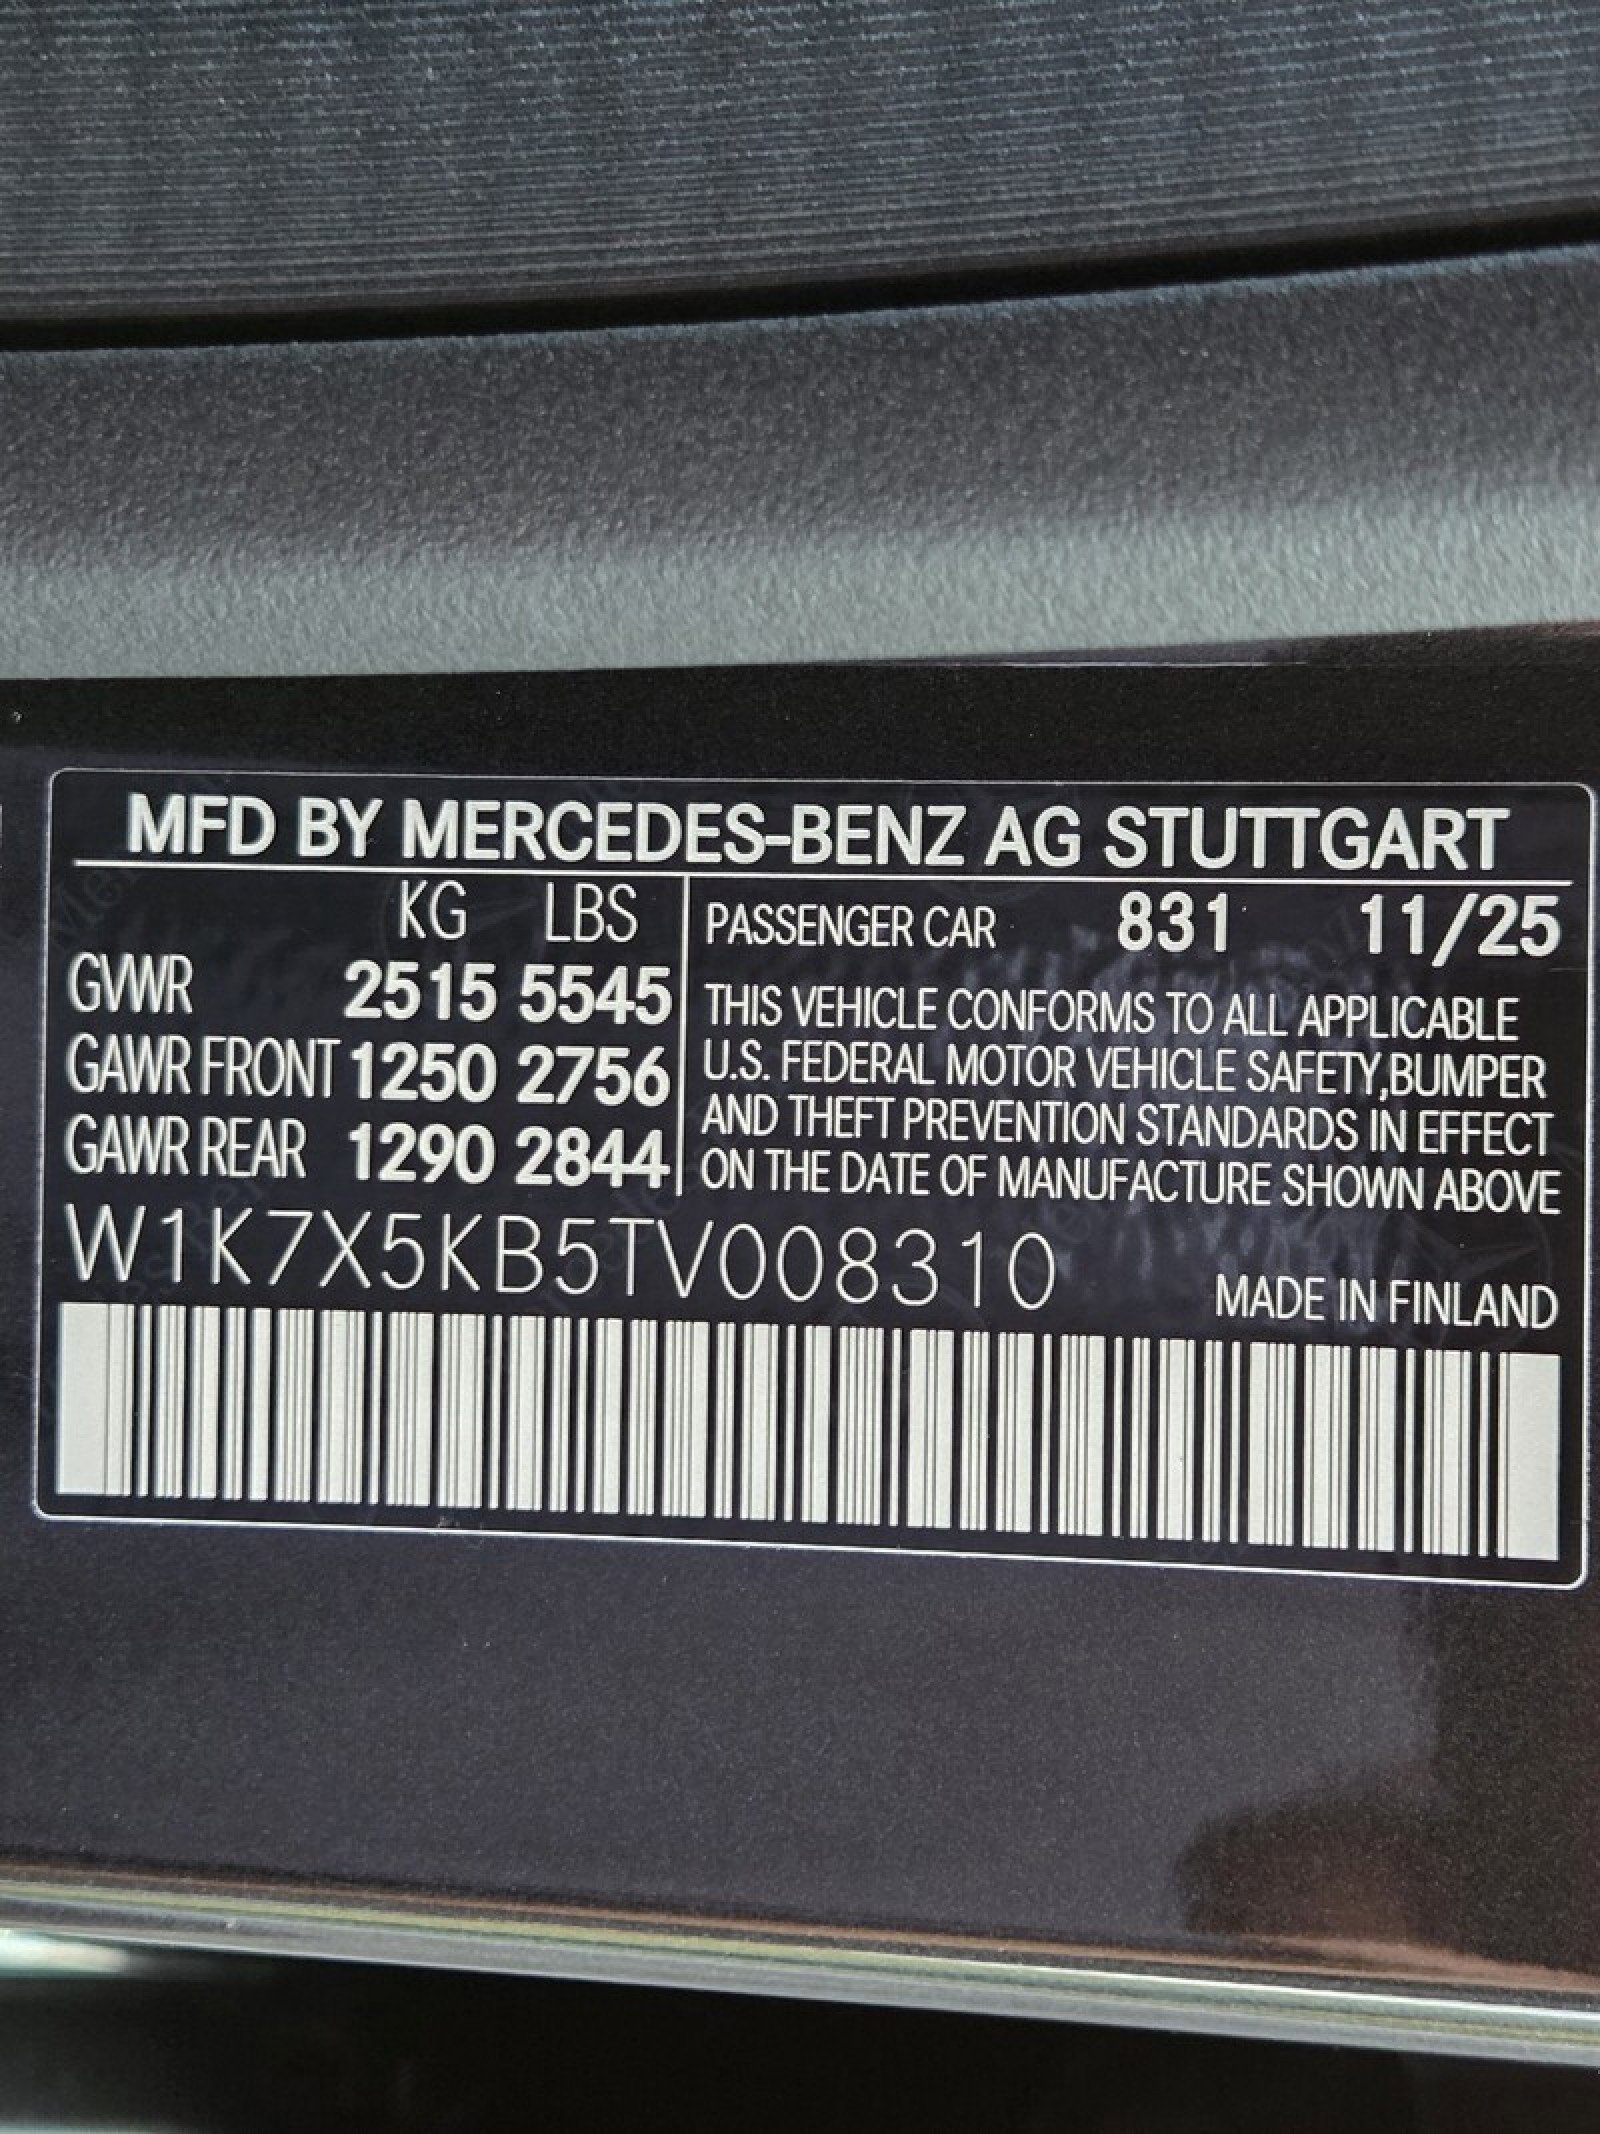 MFD BY MERCEDES-BENZ AG STUTTGART
KG LBS
GVWR 2515 5545
GAWR FRONT 1250 2756
GAWR REAR 1290 2844
PASSENGER CAR 831 11/25
THIS VEHICLE CONFORMS TO ALL APPLICABLE
U.S. FEDERAL MOTOR VEHICLE SAFETY,BUMPER
AND THEFT PREVENTION STANDARDS IN EFFECT
ON THE DATE OF MANUFACTURE SHOWN ABOVE
W1K7X5KB5TV008310
MADE IN FINLAND